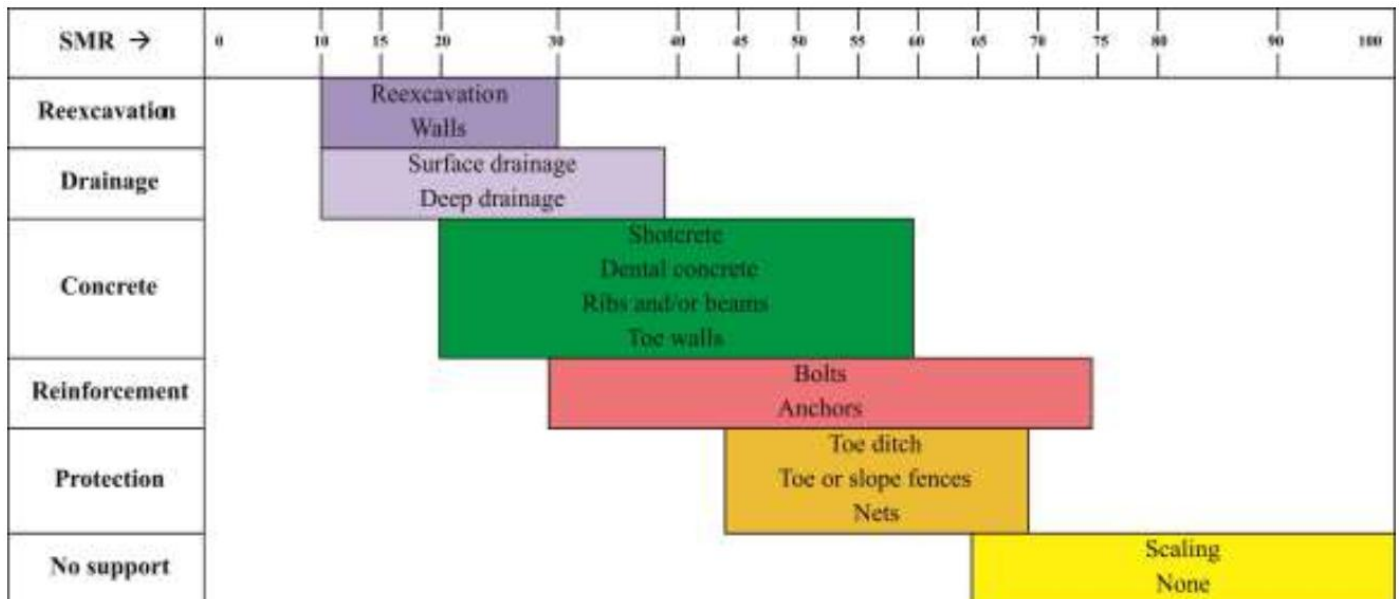 SMR → 0 10 15 20 30 40 45 50 55 60 65 70 75 80 90 100
Reexcavation
Reexcavation
Walls
Drainage
Surface drainage
Deep drainage
Concrete
Shotcrete
Dental concrete
Ribs and/or beams
Toe walls
Reinforcement
Bolts
Anchors
Protection
Toe ditch
Toe or slope fences
Nets
No support
Scaling
None